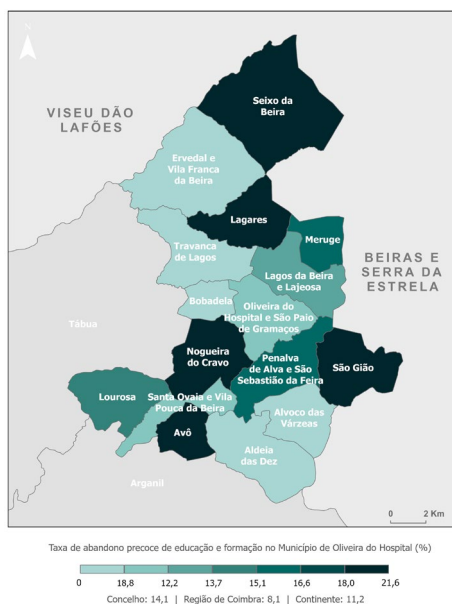 N
VISEU DÃO
LAFÕES
Seixo da
Beira
Ervedal e
Vila Franca
da Beira
Lagares
Travanca
de Lagos
Meruge
BEIRAS E
SERRA DA
ESTRELA
Lagos da Beira
e Lajeosa
Bobadela
Oliveira do
Hospital e São Paio
de Gramaços
Tábua
Nogueira
do Cravo
Penalva
de Alva e São
Sebastião da Feira
São Gião
Lourosa
Santa Ovaia e Vila
Pouca da Beira
Alvoco das
Várzeas
Avô
Aldeia
das Dez
Arganil
0 2 Km
Taxa de abandono precoce de educação e formação no Município de Oliveira do Hospital (%)
0 18,8 12,2 13,7 15,1 16,6 18,0 21,6
Concelho: 14,1 | Região de Coimbra: 8,1 | Continente: 11,2